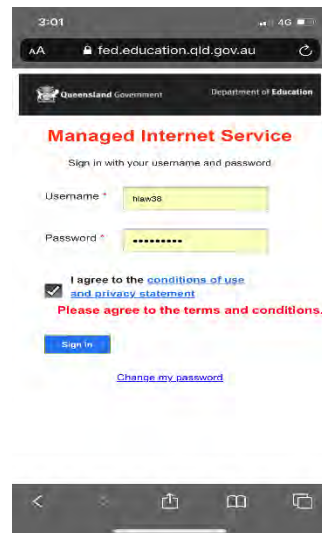 3:01
4G
AA fed.education.qld.gov.au
Queensland Government Department of Education
Managed Internet Service
Sign in with your username and password
Username *
hlaw38
Password *
•••••••••
I agree to the conditions of use
and privacy statement
Please agree to the terms and conditions.
Sign in
Change my password